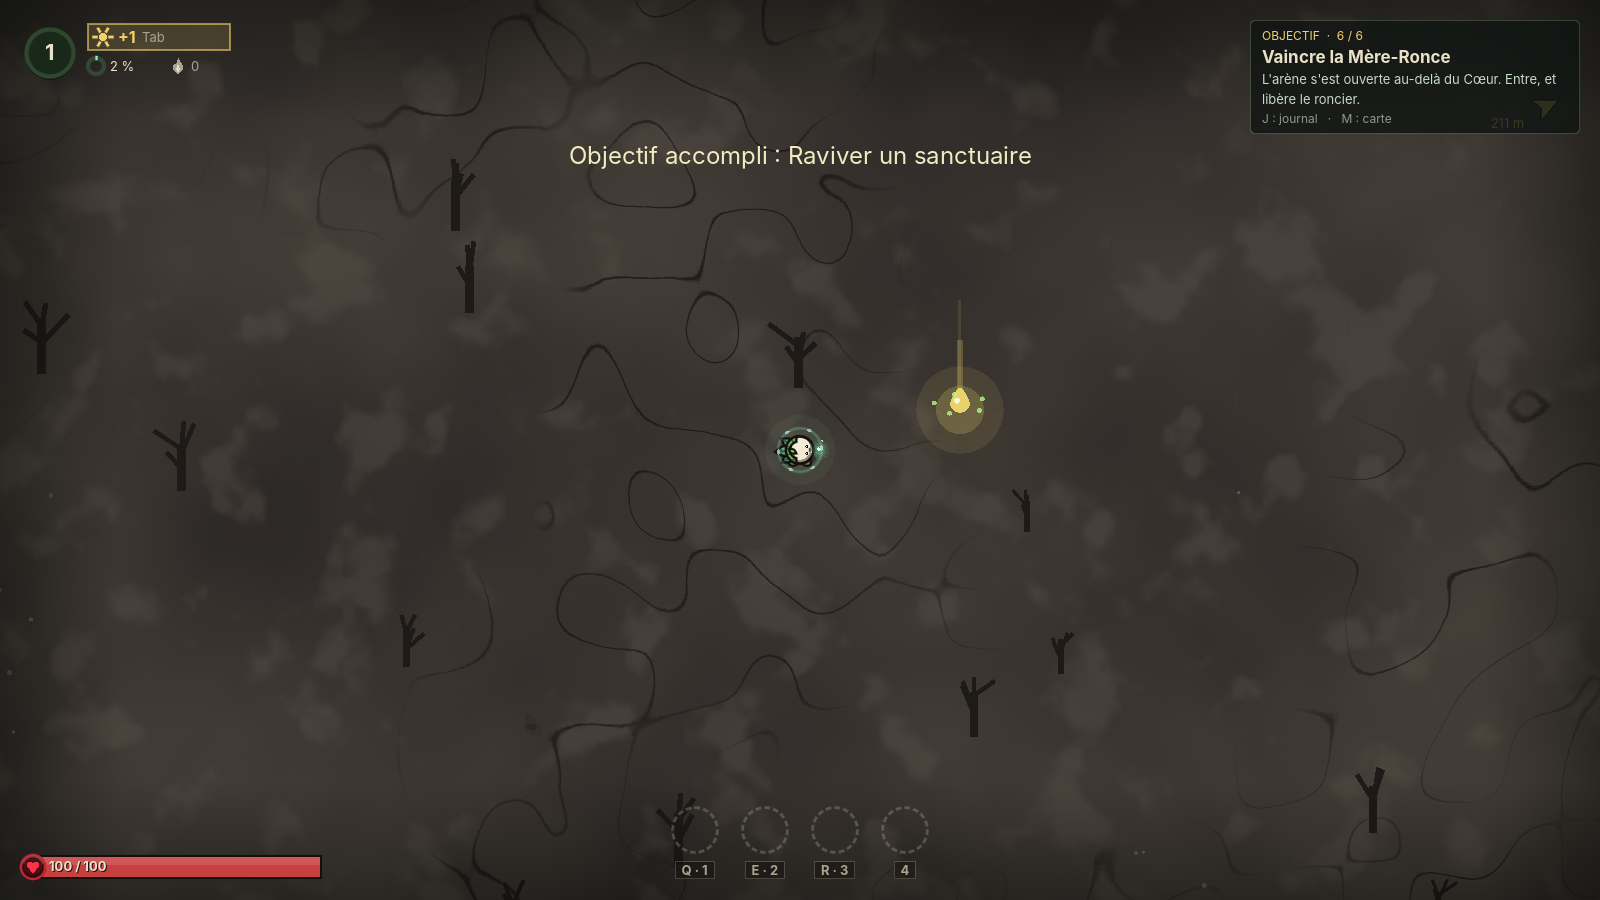 1
+1 Tab
2 % 0
OBJECTIF · 6 / 6
Vaincre la Mère-Ronce
L'arène s'est ouverte au-delà du Cœur. Entre, et
libère le roncier.
J : journal · M : carte
211 m
Objectif accompli : Raviver un sanctuaire
100 / 100
Q · 1 E · 2 R · 3 4